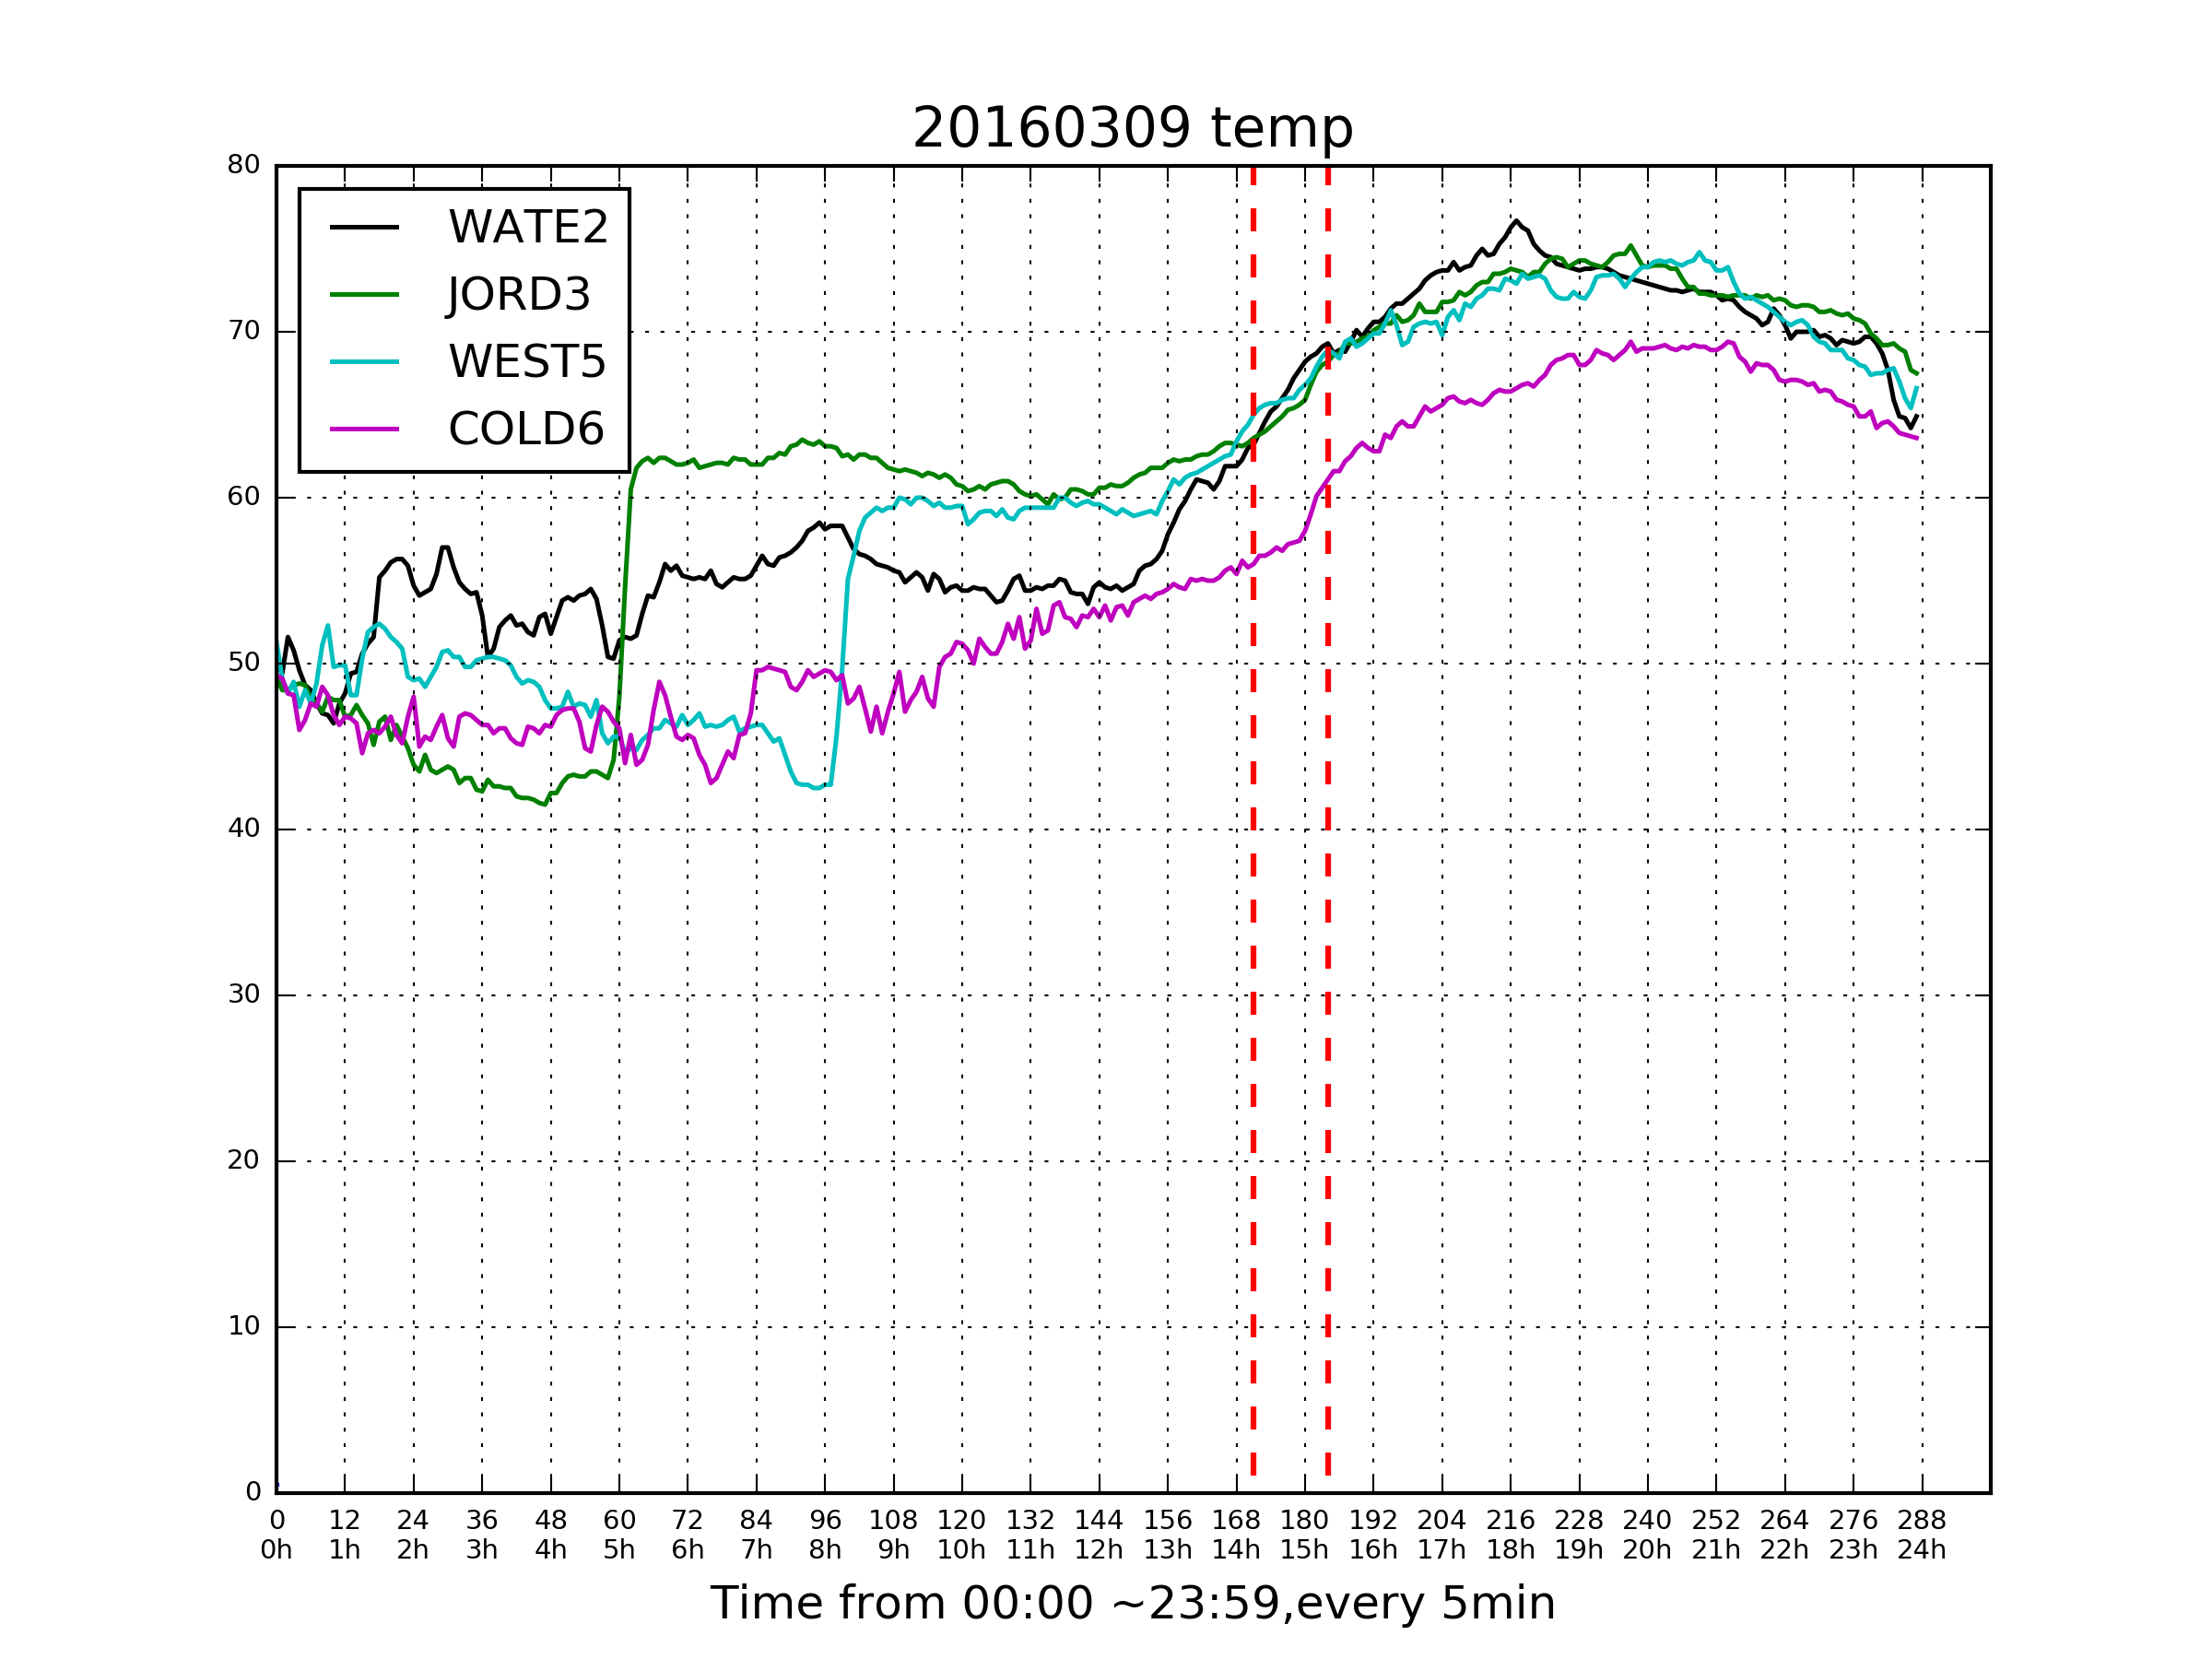 20160309 temp
80
70
60
50
40
30
20
10
0
WATE2
JORD3
WEST5
COLD6
0 12 24 36 48 60 72 84 96 108 120 132 144 156 168 180 192 204 216 228 240 252 264 276 288
0h 1h 2h 3h 4h 5h 6h 7h 8h 9h 10h 11h 12h 13h 14h 15h 16h 17h 18h 19h 20h 21h 22h 23h 24h
Time from 00:00 ~23:59,every 5min